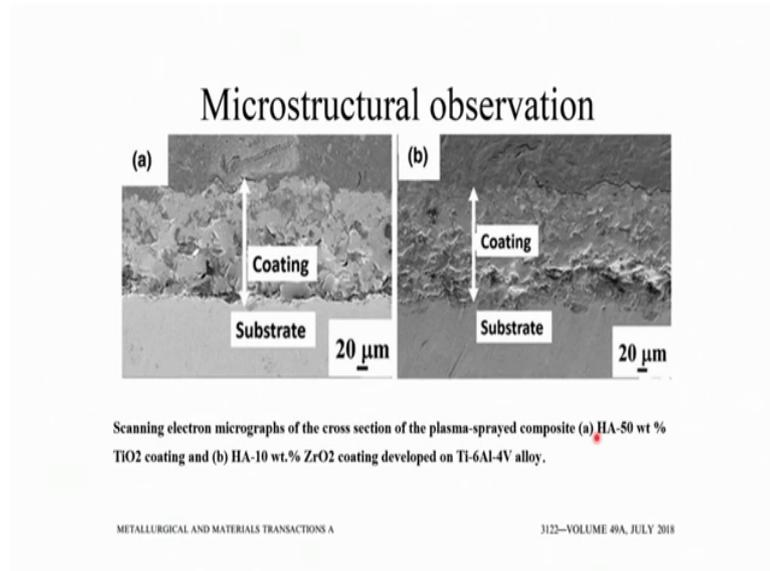 Microstructural observation
(a)
(b)
Coating
Coating
Substrate
Substrate
20 µm
20 µm
Scanning electron micrographs of the cross section of the plasma-sprayed composite (a) HA-50 wt %
TiO2 coating and (b) HA-10 wt.% ZrO2 coating developed on Ti-6Al-4V alloy.
METALLURGICAL AND MATERIALS TRANSACTIONS A
3122—VOLUME 49A, JULY 2018